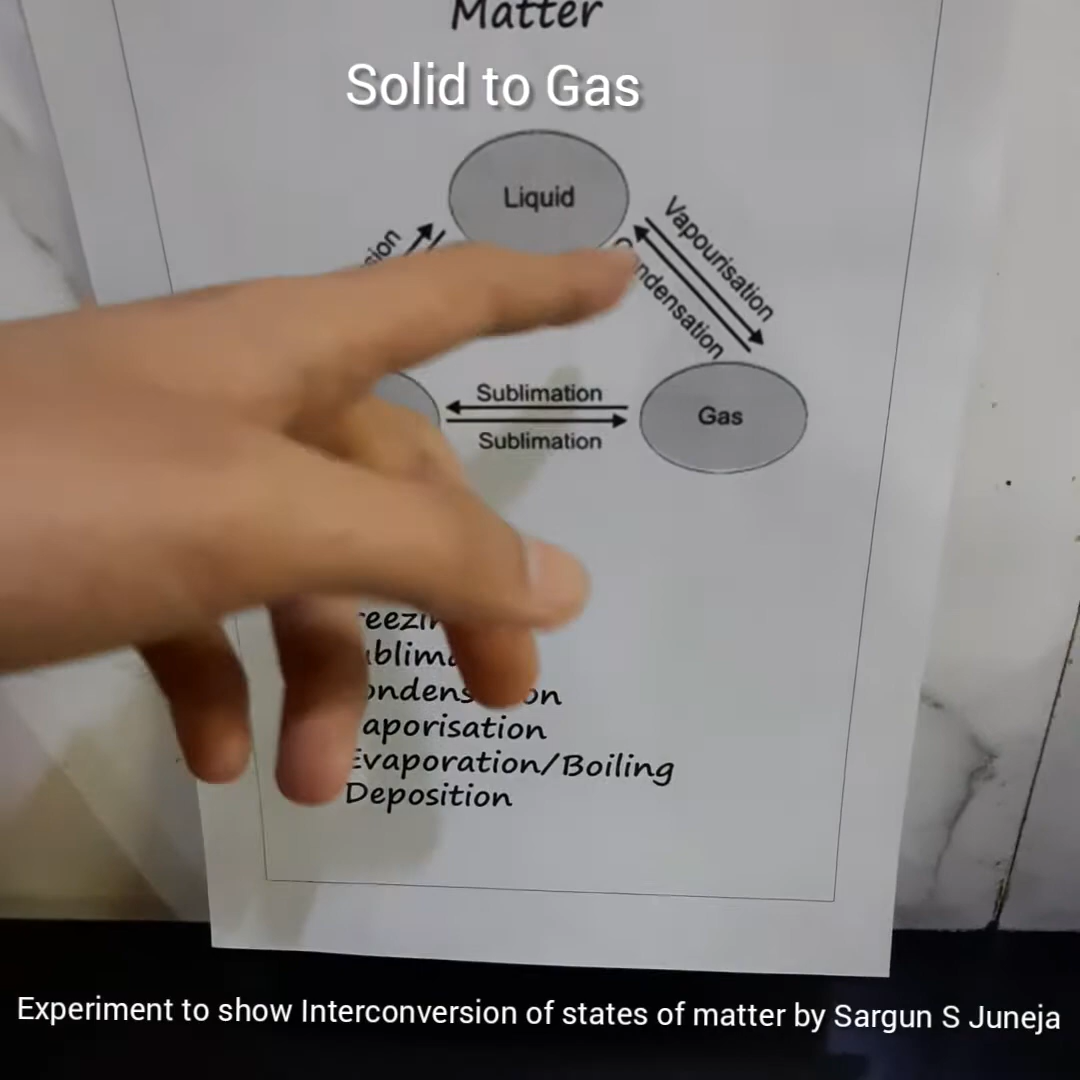 Matter
Solid to Gas
Liquid
Vapourisation
Sublimation
Gas
Sublimation
aporisation
Evaporation/Boiling
Deposition
Experiment to show Interconversion of states of matter by Sargun S Juneja